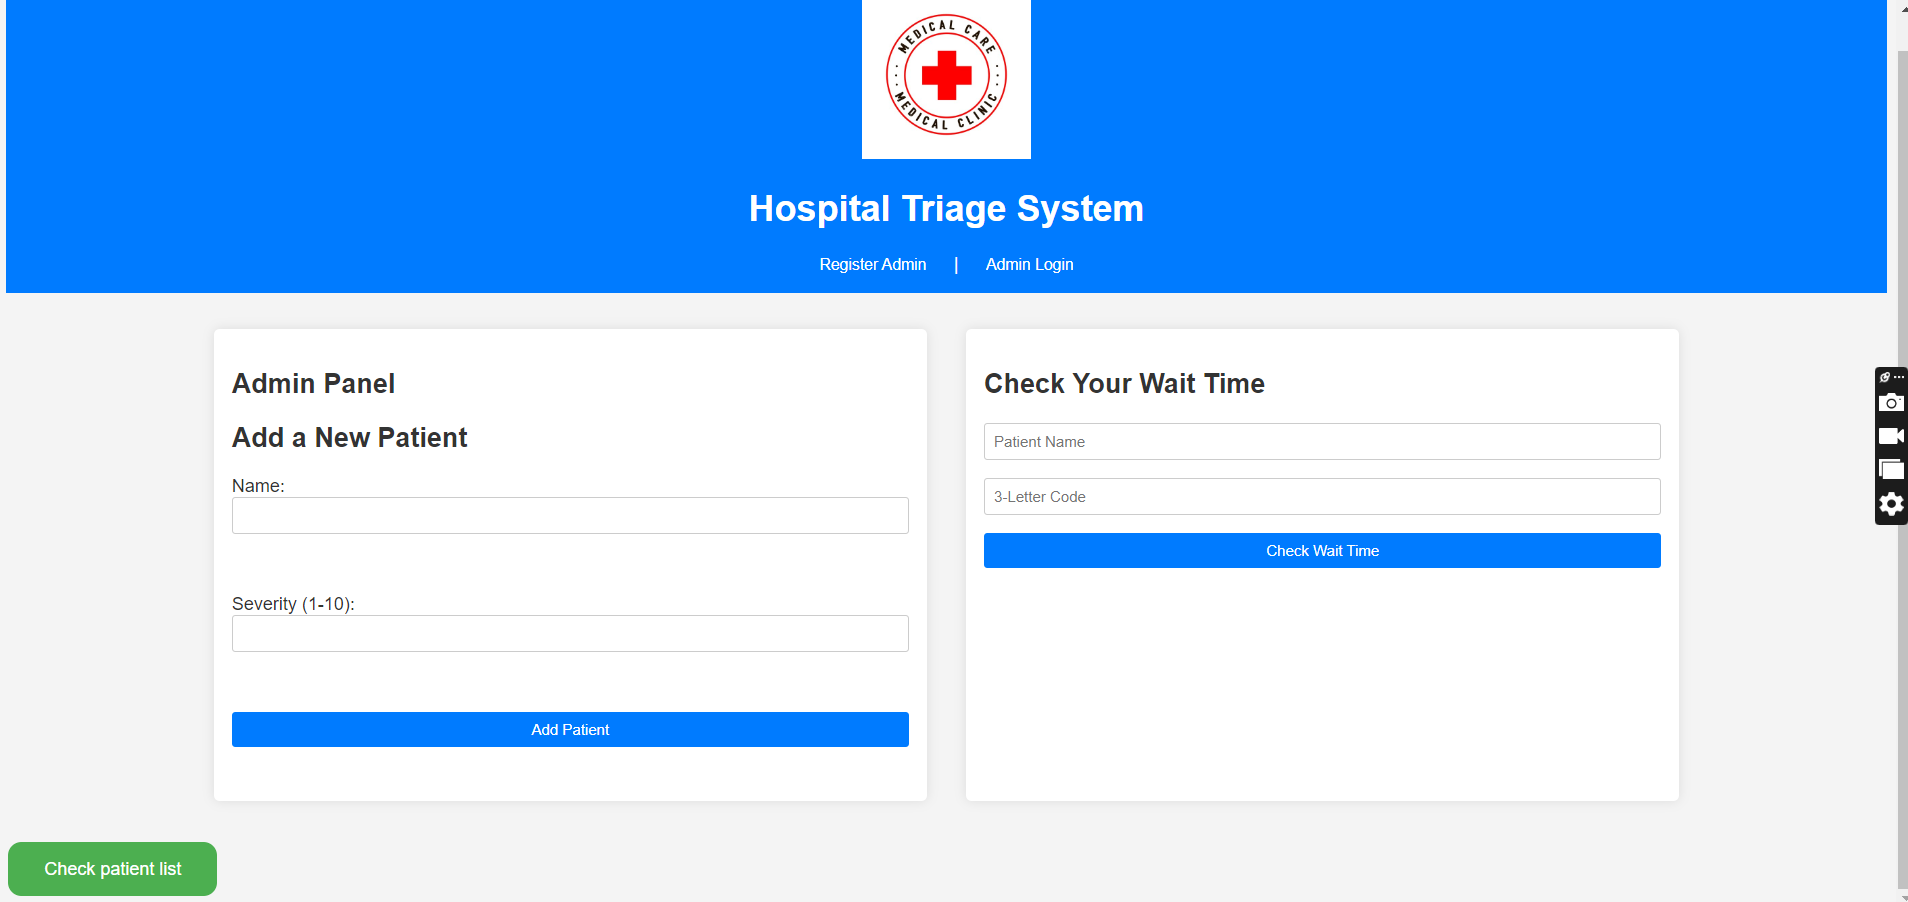 MEDICAL CARE
MEDICAL CLINIC
Hospital Triage System
Register Admin | Admin Login
Admin Panel
Add a New Patient
Name:
Severity (1-10):
Add Patient
Check Your Wait Time
Patient Name
3-Letter Code
Check Wait Time
Check patient list